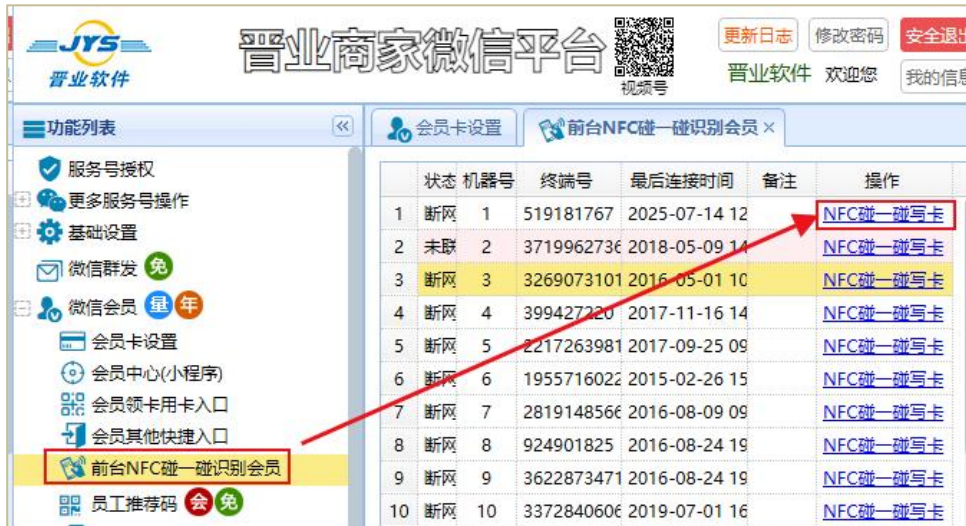 JYS
晋业软件
晋业商家微信平台
视频号
更新日志 修改密码 安全退出
晋业软件 欢迎您 我的信息
功能列表
会员卡设置 前台NFC碰一碰识别会员
服务号授权
更多服务号操作
基础设置
微信群发 免
微信会员 量 年
会员卡设置
会员中心(小程序)
会员领卡用卡入口
会员其他快捷入口
前台NFC碰一碰识别会员
员工推荐码 会 免
状态 机器号 终端号 最后连接时间 备注 操作
1 断网 1 519181767 2025-07-14 12 NFC碰一碰写卡
2 未联 2 3719962736 2018-05-09 14 NFC碰一碰写卡
3 断网 3 3269073101 2016-05-01 10 NFC碰一碰写卡
4 断网 4 399427220 2017-11-16 14 NFC碰一碰写卡
5 断网 5 2217263981 2017-09-25 09 NFC碰一碰写卡
6 断网 6 1955716022 2015-02-26 15 NFC碰一碰写卡
7 断网 7 2819148566 2016-08-09 09 NFC碰一碰写卡
8 断网 8 924901825 2016-08-24 19 NFC碰一碰写卡
9 断网 9 3622873471 2016-08-24 19 NFC碰一碰写卡
10 断网 10 3372840606 2019-07-01 16 NFC碰一碰写卡